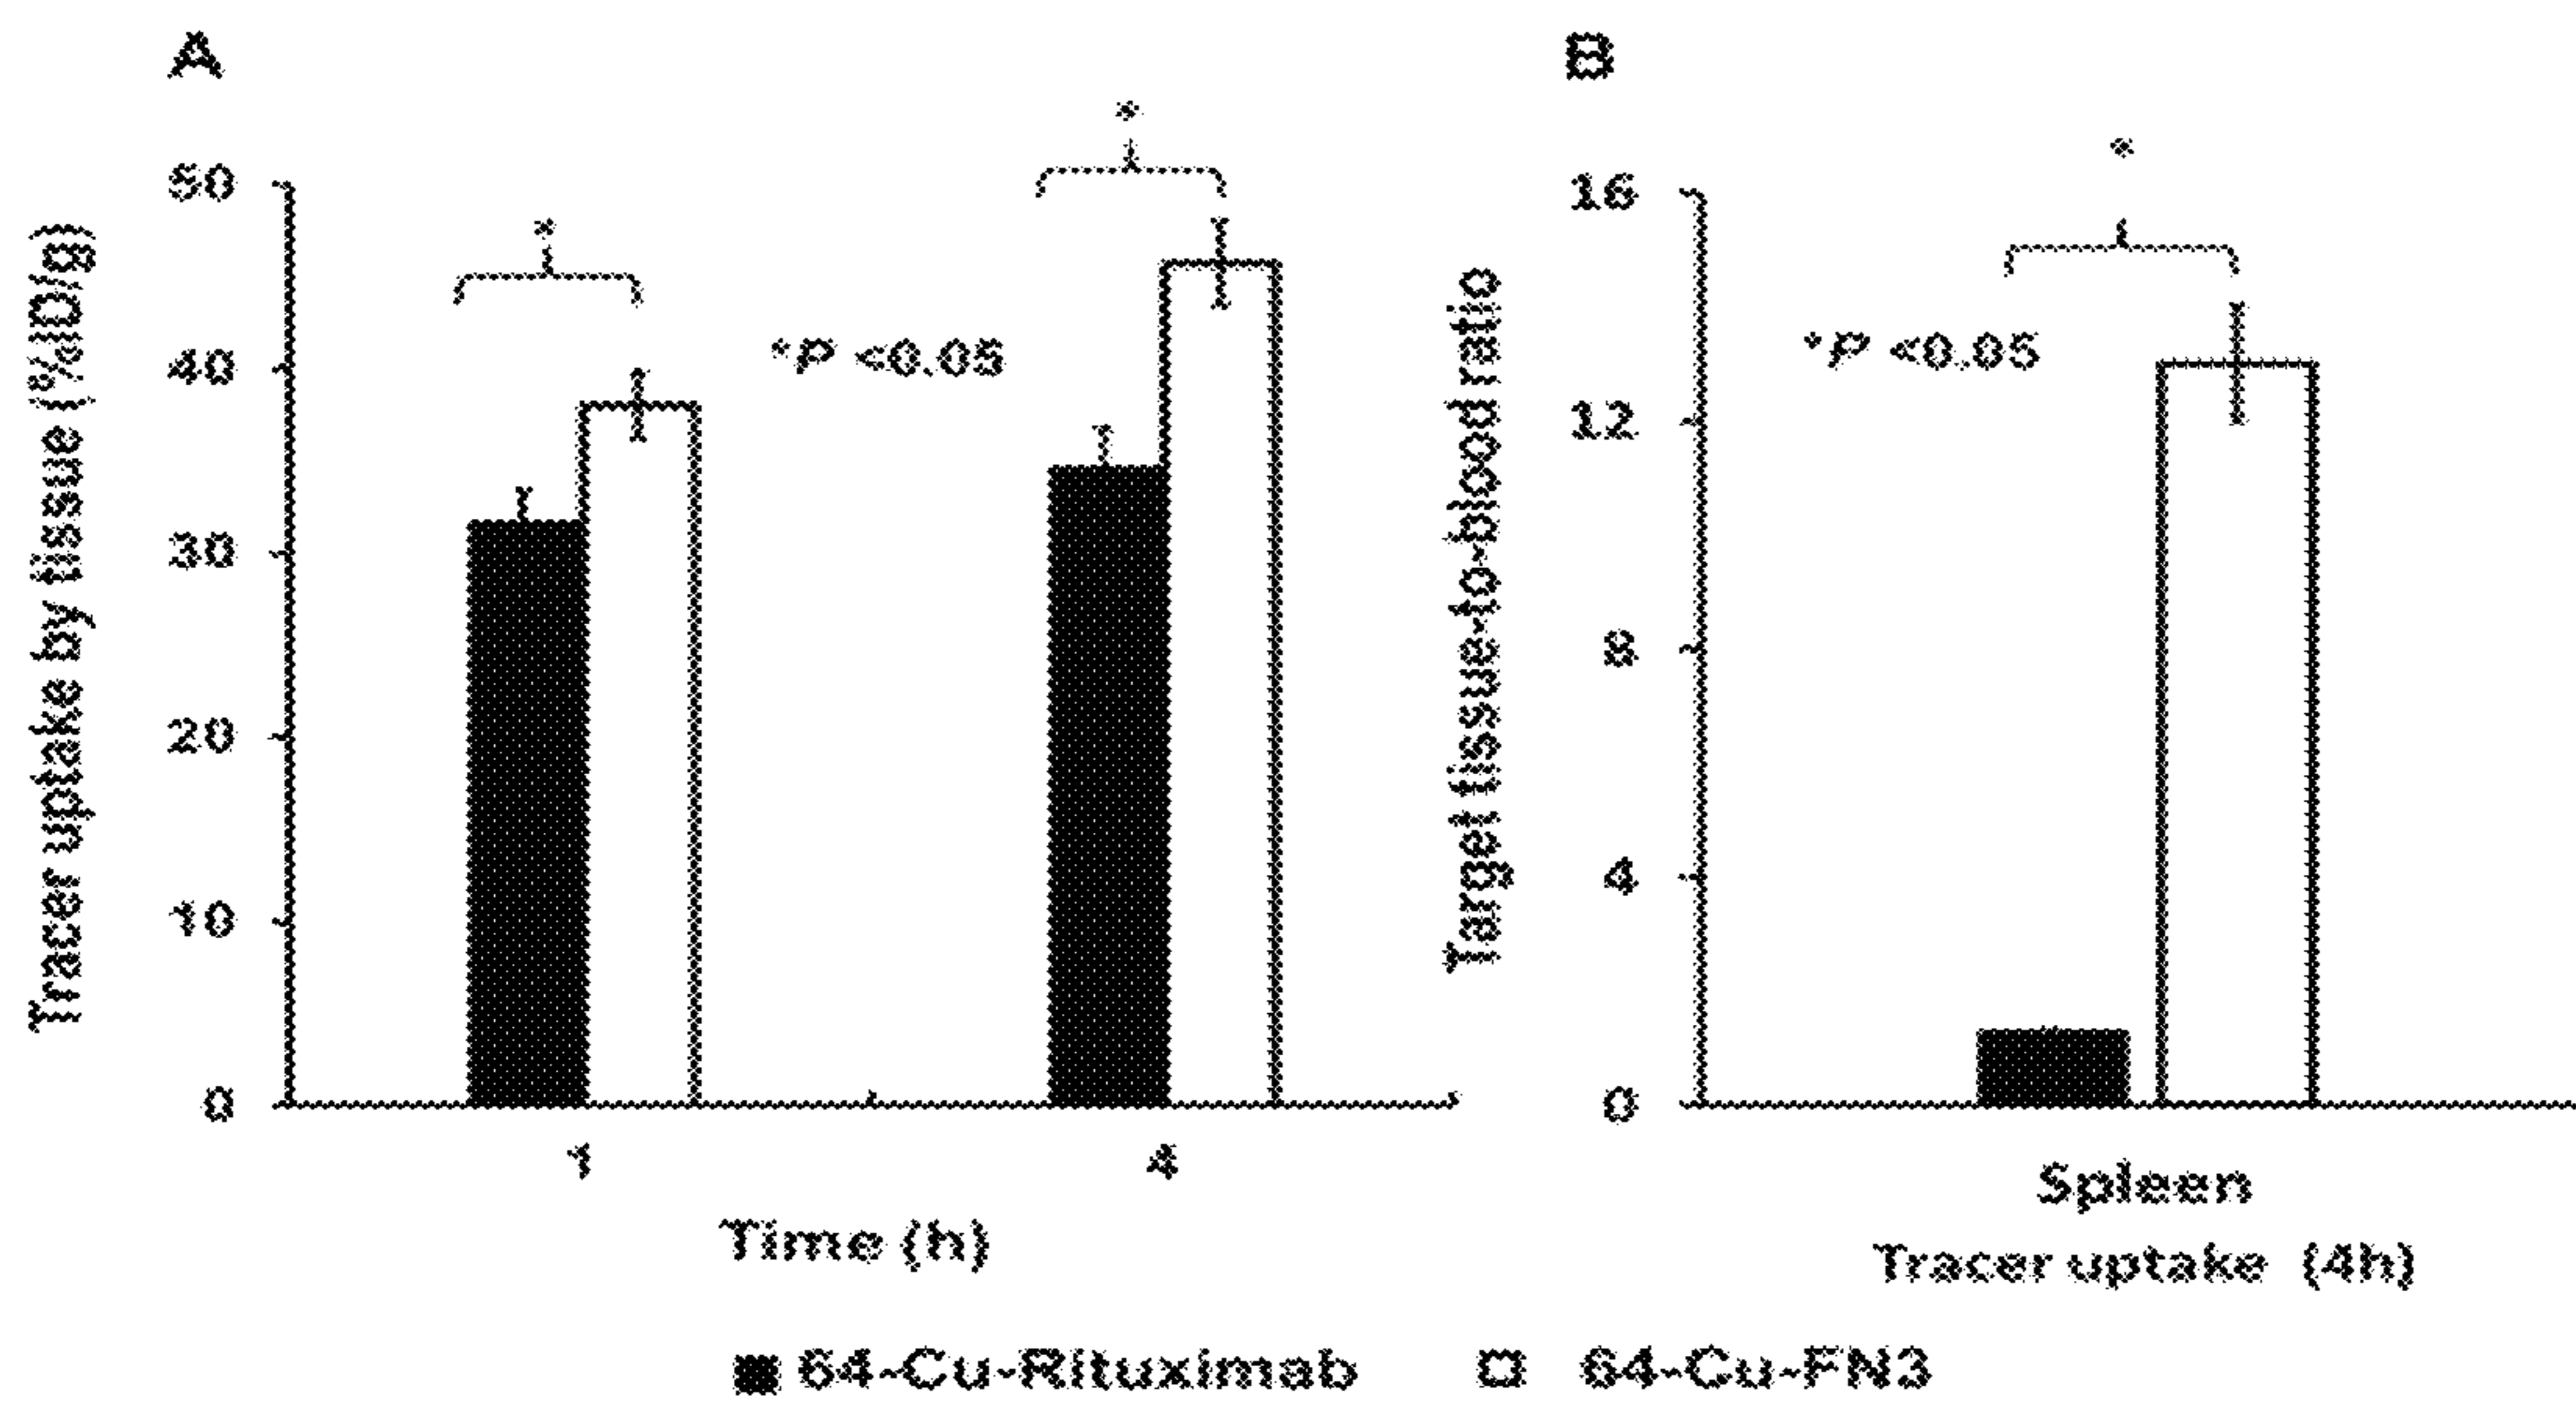 A
B
*
*
*
50
40
30
20
10
0
*P <0.05
Tracer uptake by tissue (%ID/g)
1
4
Time (h)
16
12
8
4
0
*P <0.05
Target tissue-to-blood ratio
Spleen
Tracer uptake (4h)
64-Cu-Rituximab
64-Cu-FN3